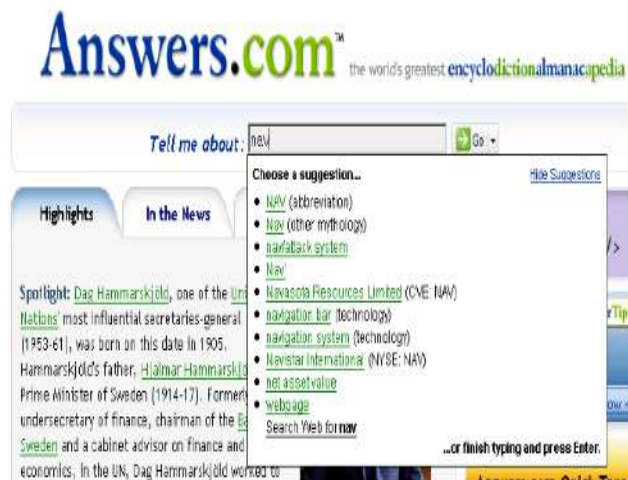 Answers.com™ the world's greatest encyclodictionalmanacapedia
Tell me about: nav Go
Choose a suggestion... Hide Suggestions
NAV (abbreviation)
Nav (other mythology)
nav/attack system
Nav'
Navasota Resources Limited (CVE: NAV)
navigation bar (technology)
navigation system (technology)
Navistar International (NYSE: NAV)
net asset value
webpage
Search Web for nav
...or finish typing and press Enter.
Highlights In the News
Spotlight: Dag Hammarskjöld, one of the
Nations' most influential secretaries-general
(1953-61), was born on this date in 1905.
Hammarskjöld's father, Hjalmar
Prime Minister of Sweden (1914-17). Formerly
undersecretary of finance, chairman of the
Sweden and a cabinet advisor on finance and
economics. In the UN, Dag Hammarskjöld worked to
/>